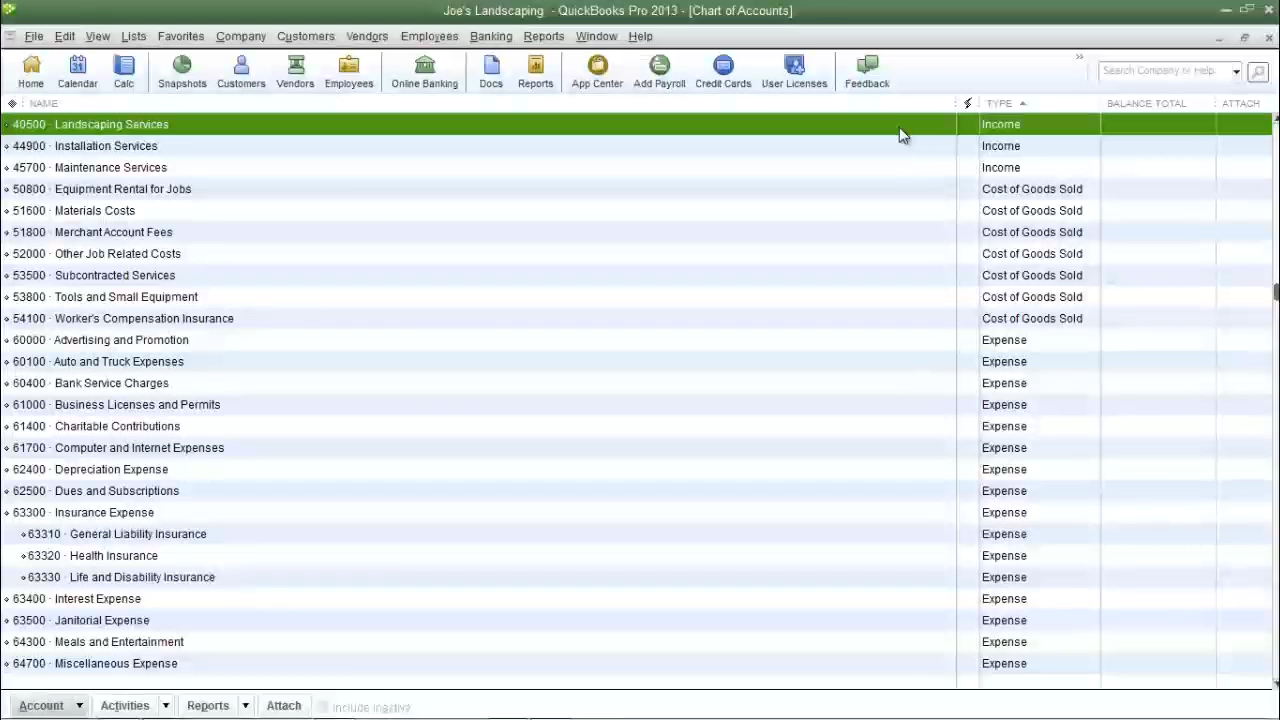 Joe's Landscaping - QuickBooks Pro 2013 - [Chart of Accounts]
File Edit View Lists Favorites Company Customers Vendors Employees Banking Reports Window Help
Home Calendar Calc Snapshots Customers Vendors Employees Online Banking Docs Reports App Center Add Payroll Credit Cards User Licenses Feedback Search Company or Help
NAME TYPE BALANCE TOTAL ATTACH
40500 · Landscaping Services Income
44900 · Installation Services Income
45700 · Maintenance Services Income
50800 · Equipment Rental for Jobs Cost of Goods Sold
51600 · Materials Costs Cost of Goods Sold
51800 · Merchant Account Fees Cost of Goods Sold
52000 · Other Job Related Costs Cost of Goods Sold
53500 · Subcontracted Services Cost of Goods Sold
53800 · Tools and Small Equipment Cost of Goods Sold
54100 · Worker's Compensation Insurance Cost of Goods Sold
60000 · Advertising and Promotion Expense
60100 · Auto and Truck Expenses Expense
60400 · Bank Service Charges Expense
61000 · Business Licenses and Permits Expense
61400 · Charitable Contributions Expense
61700 · Computer and Internet Expenses Expense
62400 · Depreciation Expense Expense
62500 · Dues and Subscriptions Expense
63300 · Insurance Expense Expense
63310 · General Liability Insurance Expense
63320 · Health Insurance Expense
63330 · Life and Disability Insurance Expense
63400 · Interest Expense Expense
63500 · Janitorial Expense Expense
64300 · Meals and Entertainment Expense
64700 · Miscellaneous Expense Expense
Account Activities Reports Attach Include inactive